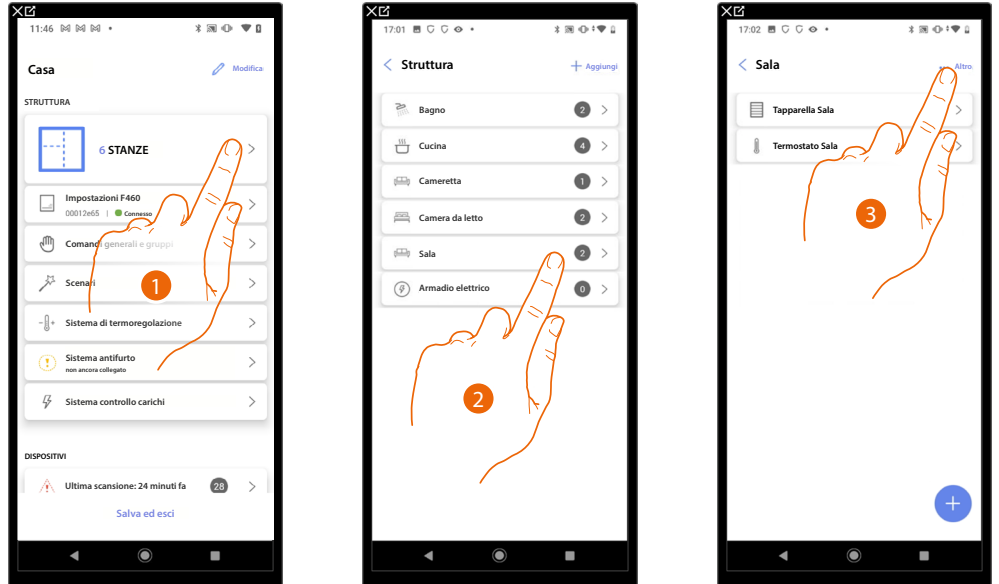 11:46
Casa
Modifica
STRUTTURA
6 STANZE
Impostazioni F460
00012e65 | Connesso
Comandi generali e gruppi
Scenari
Sistema di termoregolazione
Sistema antifurto
non ancora collegato
Sistema controllo carichi
DISPOSITIVI
Ultima scansione: 24 minuti fa 28
Salva ed esci
1
17:01
Struttura
Aggiungi
Bagno 2
Cucina 4
Cameretta 1
Camera da letto 2
Sala 2
Armadio elettrico 0
2
17:02
Sala
Altro
Tapparella Sala
Termostato Sala
3